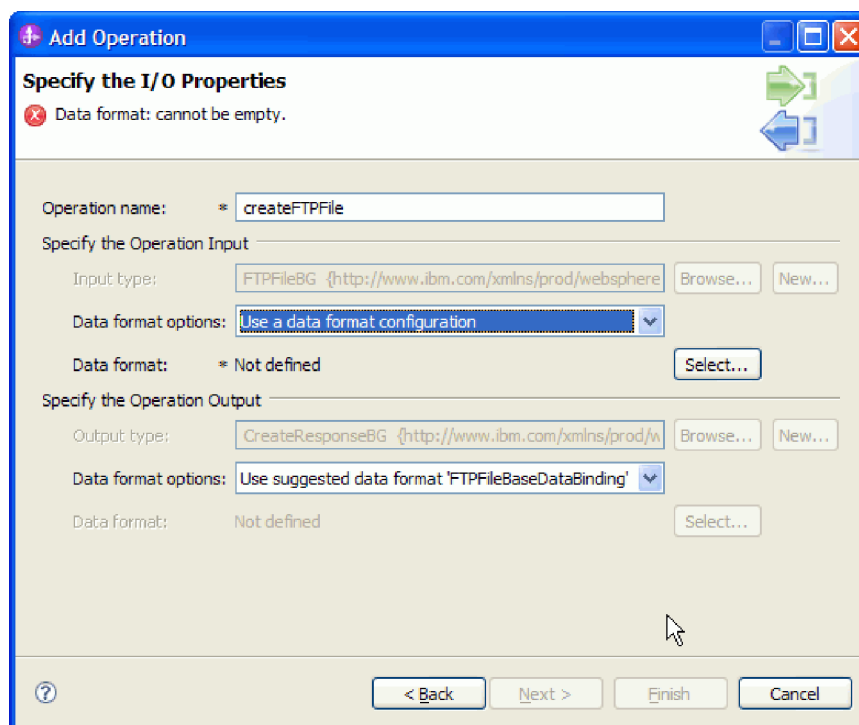 Add Operation
Specify the I/O Properties
Data format: cannot be empty.
Operation name: * createFTPFile
Specify the Operation Input
Input type: FTPFileBG {http://www.ibm.com/xmlns/prod/websphere Browse... New...
Data format options: Use a data format configuration
Data format: * Not defined Select...
Specify the Operation Output
Output type: CreateResponseBG {http://www.ibm.com/xmlns/prod/w Browse... New...
Data format options: Use suggested data format 'FTPFileBaseDataBinding'
Data format: Not defined Select...
? < Back Next > Finish Cancel